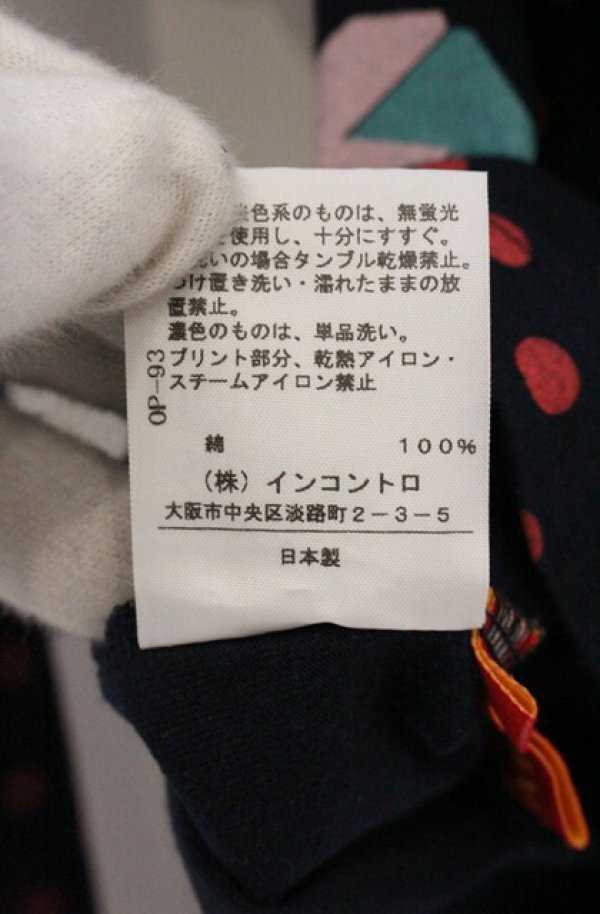 色系のものは、無蛍光
使用し、十分にすすぐ。
洗いの場合タンブル乾燥禁止。
つけ置き洗い・濡れたままの放
置禁止。
濃色のものは、単品洗い。
プリント部分、乾熱アイロン・
スチームアイロン禁止
OP-93
綿 100%
(株)インコントロ
大阪市中央区淡路町2-3-5
日本製